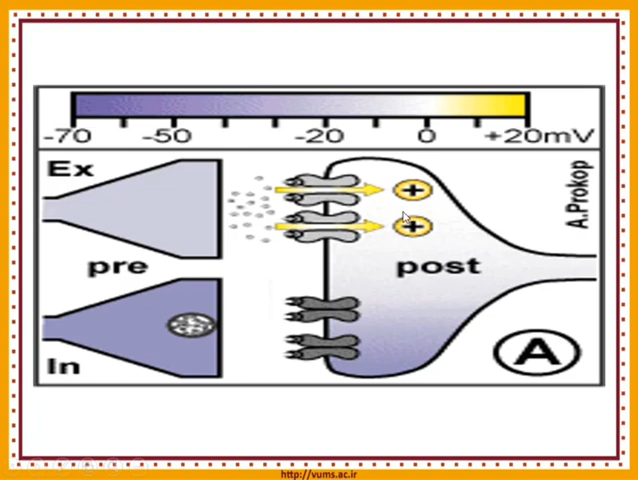 -70 -50 -20 0 +20mV
Ex
A.Prokop
pre
post
In
A
http://vums.ac.ir